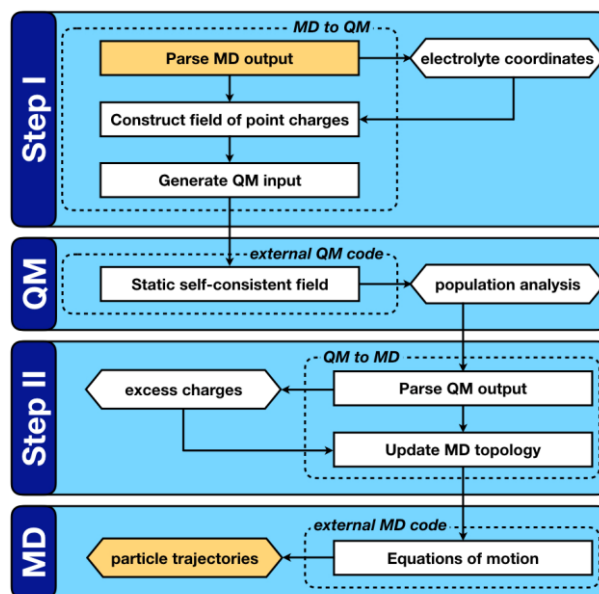 Step I
MD to QM
Parse MD output
electrolyte coordinates
Construct field of point charges
Generate QM input
QM
external QM code
Static self-consistent field
population analysis
Step II
QM to MD
excess charges
Parse QM output
Update MD topology
MD
external MD code
particle trajectories
Equations of motion